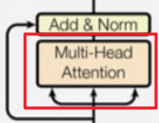 Add & Norm
Multi-Head
Attention